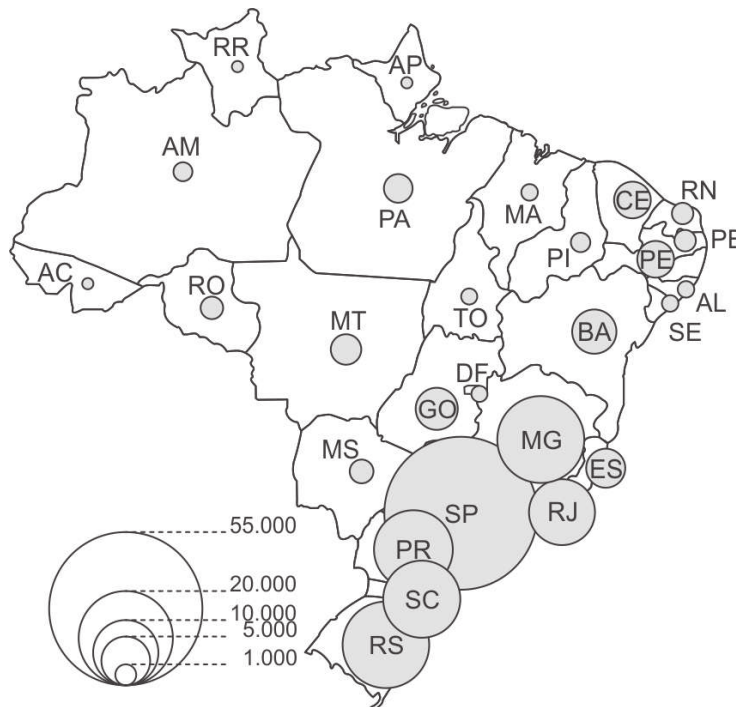 RR
AP
AM
PA
MA
CE
RN
PI
PE
AC
RO
MT
TO
AL
BA
SE
DF
GO
MG
MS
ES
SP
RJ
PR
SC
RS
55.000
20.000
10.000
5.000
1.000